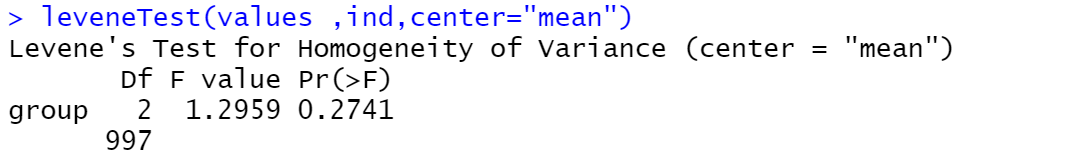 > leveneTest(values ,ind,center="mean")
Levene's Test for Homogeneity of Variance (center = "mean")
       Df F value Pr(>F)
group   2  1.2959 0.2741
      997